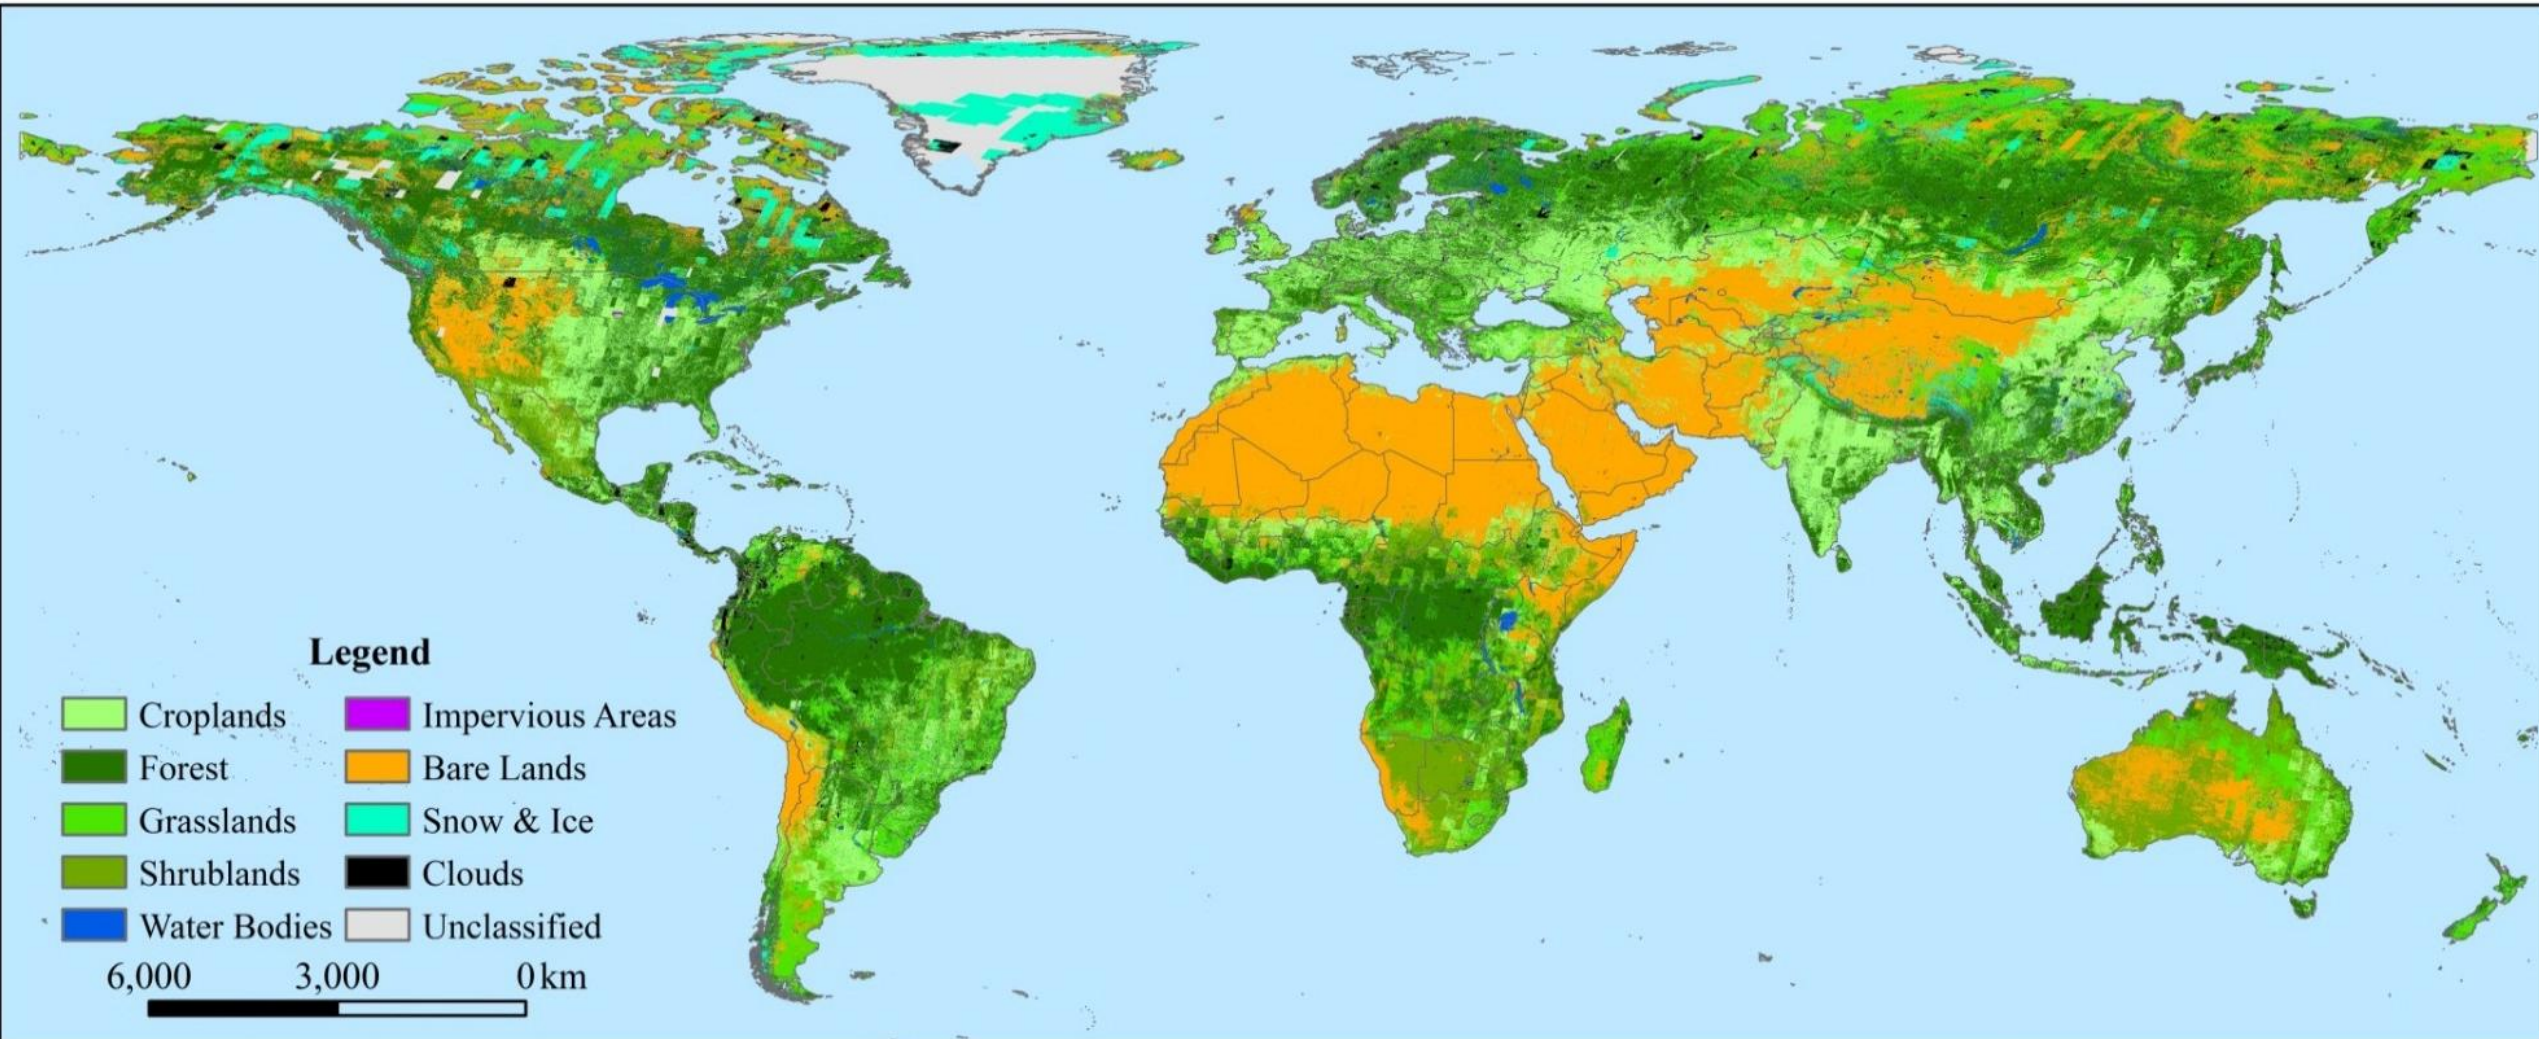 Legend
Croplands
Impervious Areas
Forest
Bare Lands
Grasslands
Snow & Ice
Shrublands
Clouds
Water Bodies
Unclassified
6,000 3,000 0 km